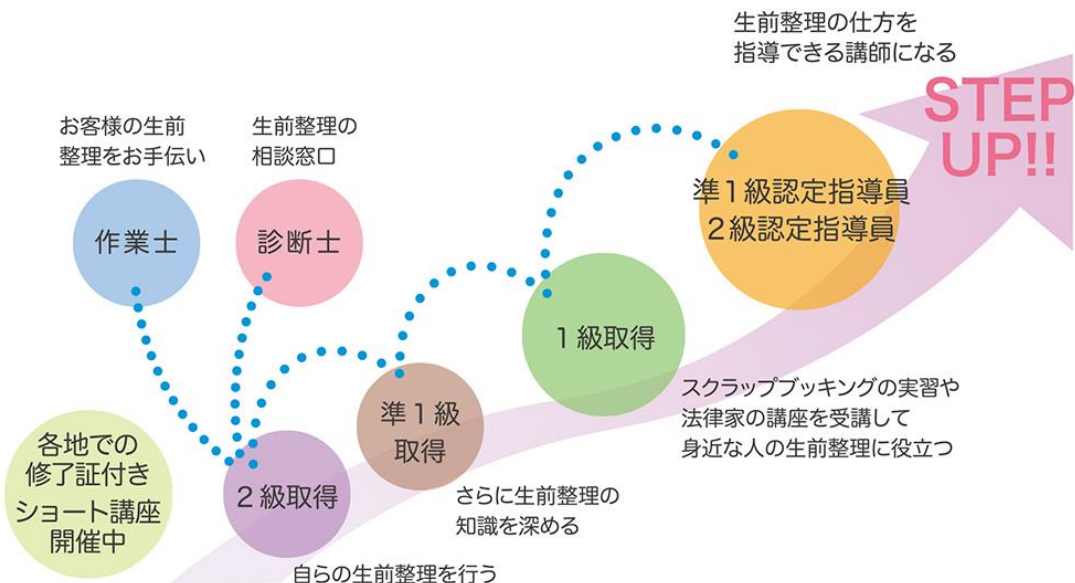 生前整理の仕方を
指導できる講師になる
STEP
UP!!
お客様の生前
整理をお手伝い
生前整理の
相談窓口
作業士
診断士
準1級認定指導員
2級認定指導員
1級取得
スクラップブッキングの実習や
法律家の講座を受講して
身近な人の生前整理に役立つ
準1級
取得
さらに生前整理の
知識を深める
各地での
修了証付き
ショート講座
開催中
2級取得
自らの生前整理を行う